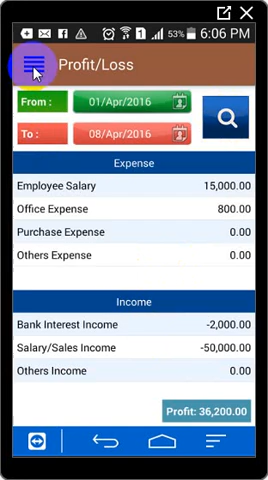 53% 6:06 PM
Profit/Loss
From : 01/Apr/2016
To : 08/Apr/2016
Expense
Employee Salary 15,000.00
Office Expense 800.00
Purchase Expense 0.00
Others Expense 0.00
Income
Bank Interest Income -2,000.00
Salary/Sales Income -50,000.00
Others Income 0.00
Profit: 36,200.00